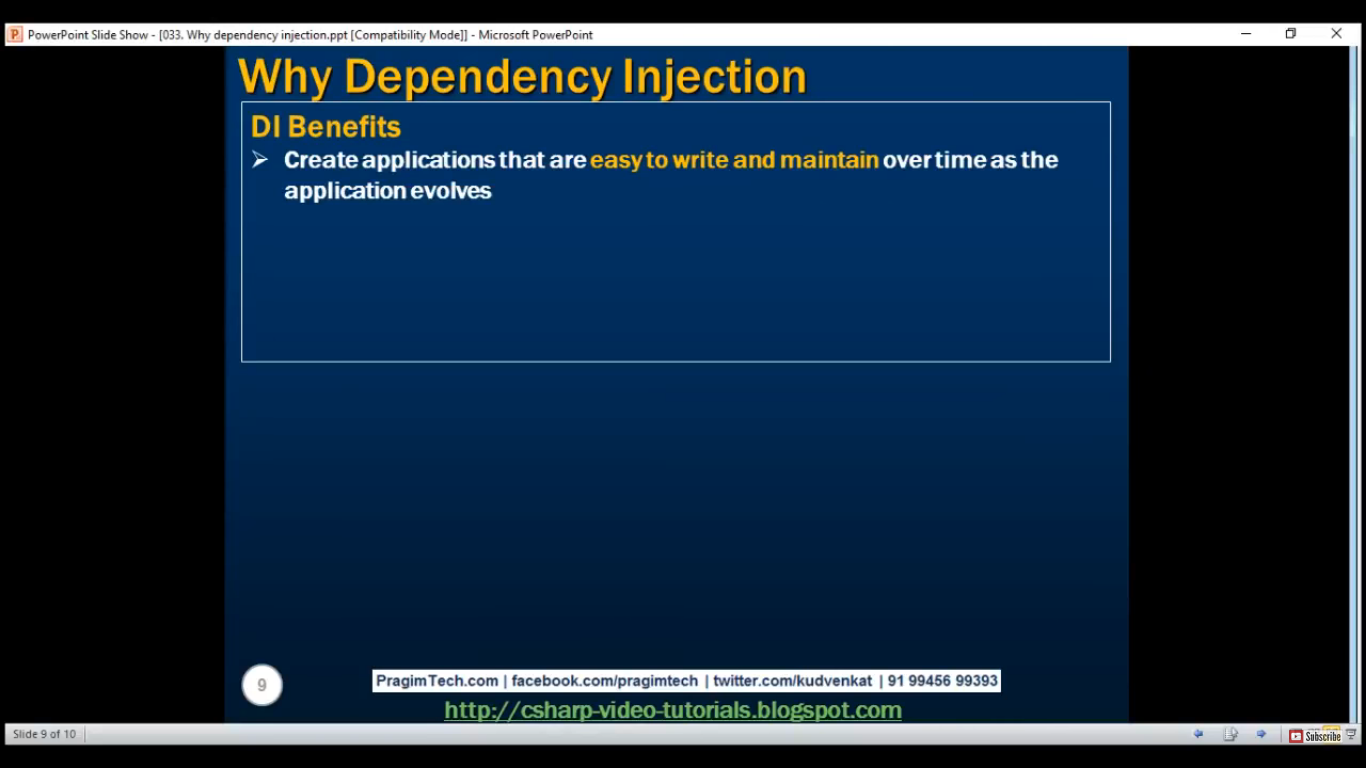 PowerPoint Slide Show - [033. Why dependency injection.ppt [Compatibility Mode]] - Microsoft PowerPoint
Why Dependency Injection
DI Benefits
Create applications that are easy to write and maintain over time as the
application evolves
9
PragimTech.com | facebook.com/pragimtech | twitter.com/kudvenkat | 91 99456 99393
http://csharp-video-tutorials.blogspot.com
Slide 9 of 10
Subscribe